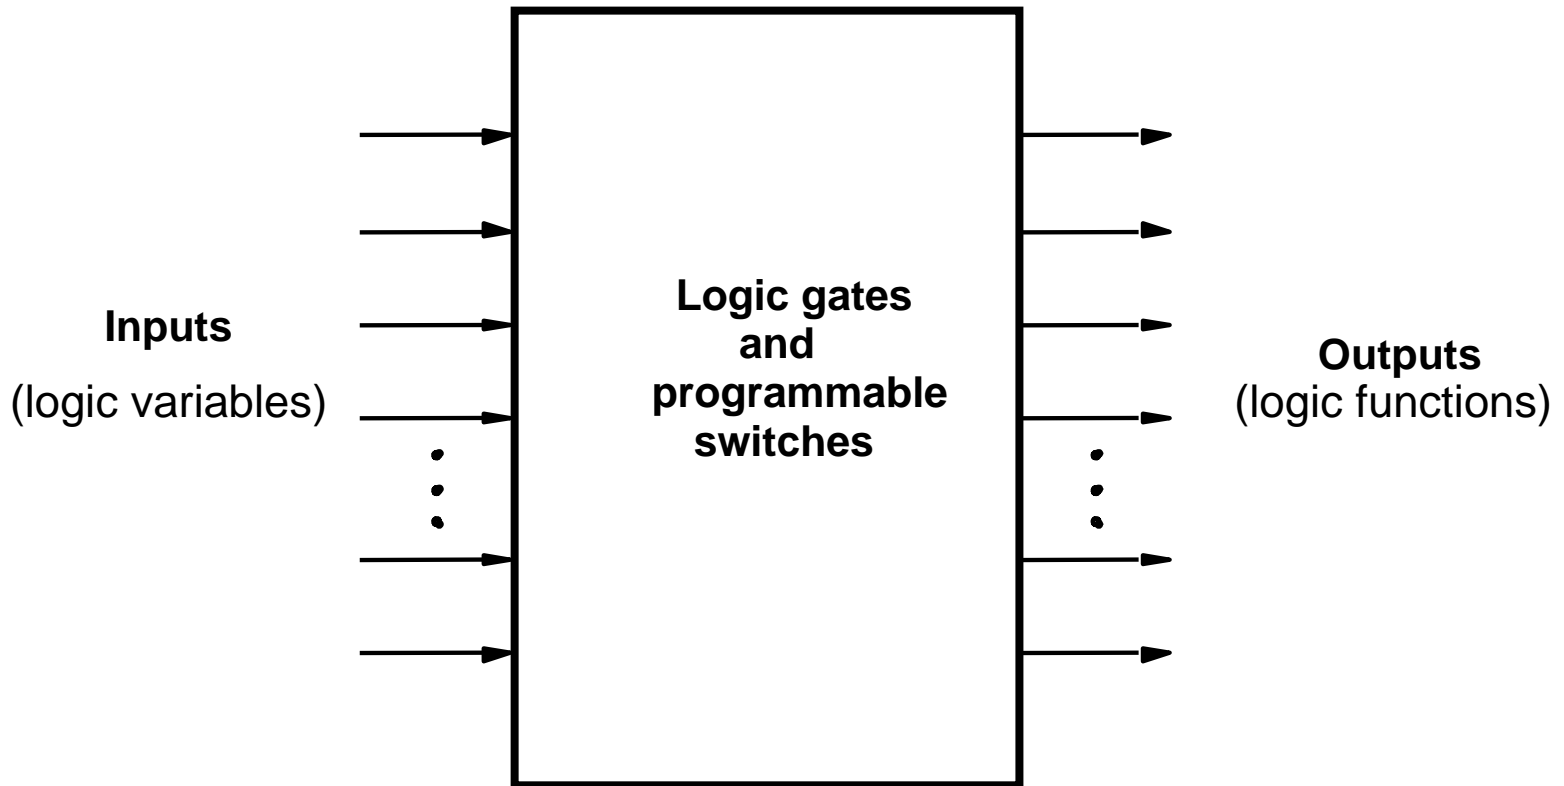 Inputs
(logic variables)
Logic gates
and
programmable
switches
Outputs
(logic functions)